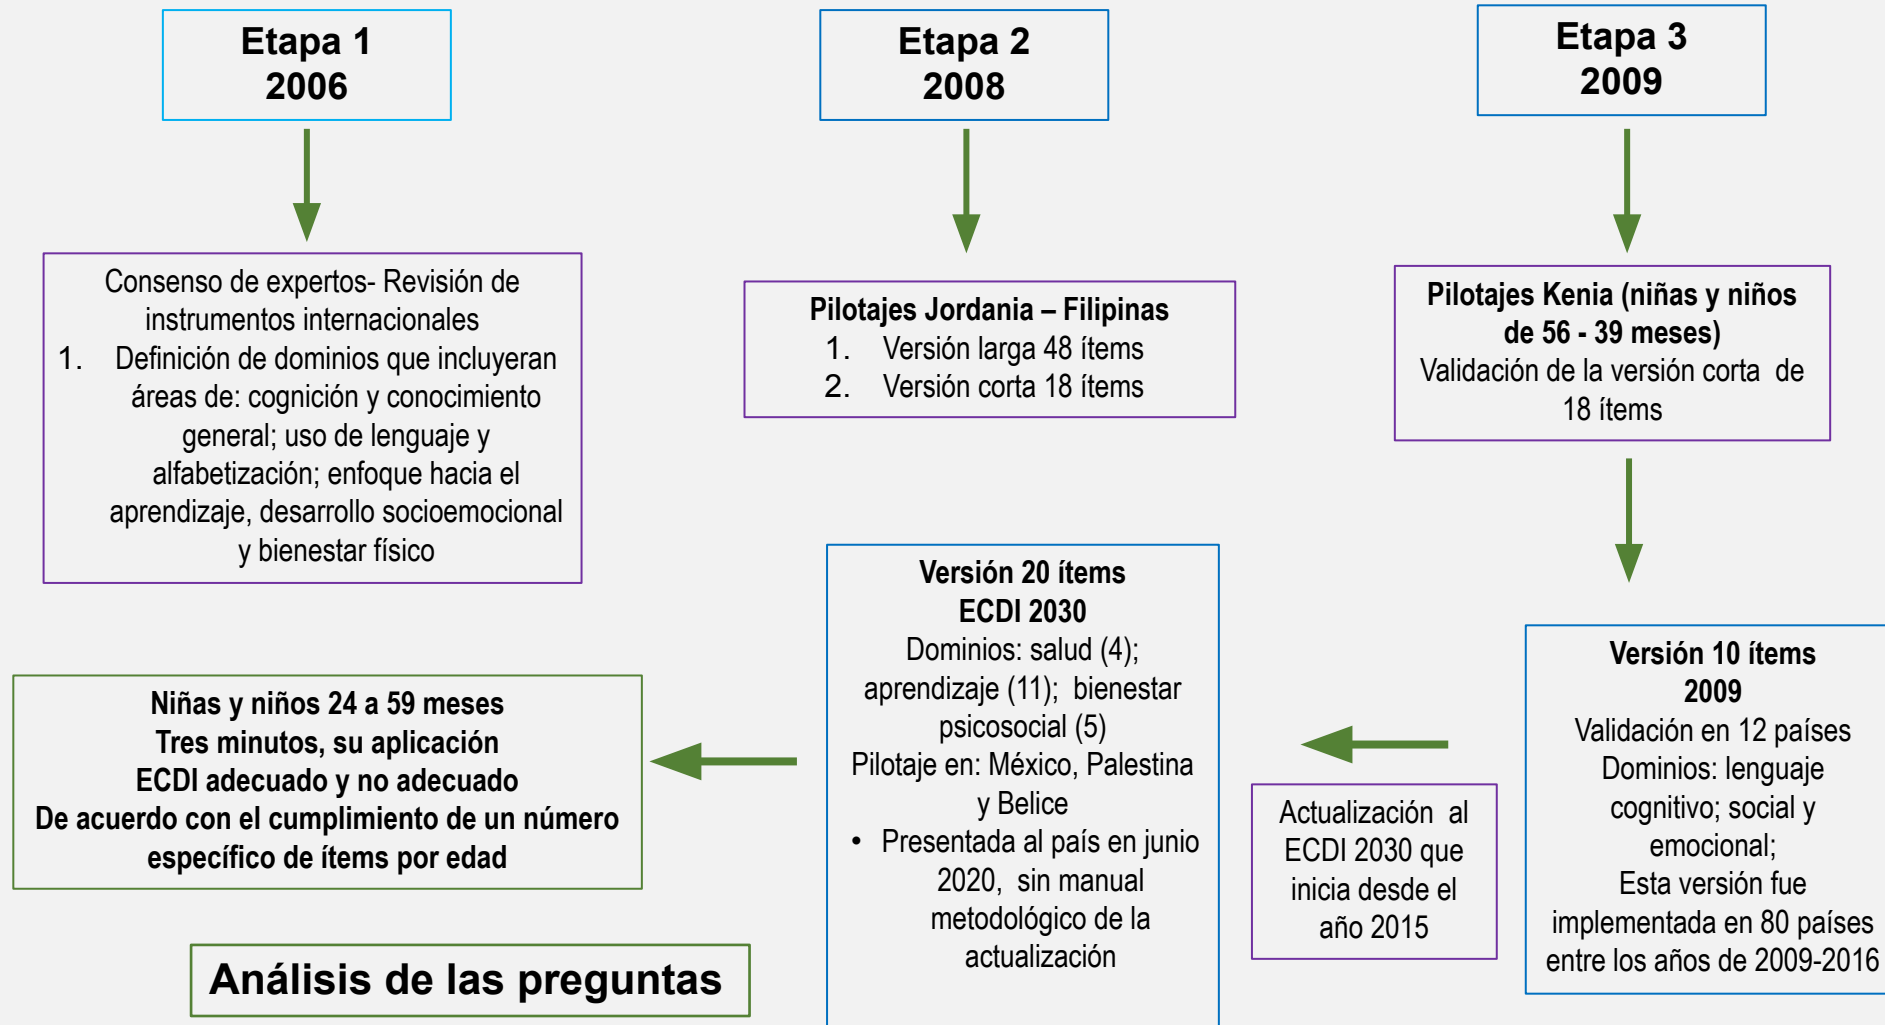 Etapa 1
2006
Etapa 2
2008
Etapa 3
2009
Consenso de expertos- Revisión de
instrumentos internacionales
1. Definición de dominios que incluyeran
áreas de: cognición y conocimiento
general; uso de lenguaje y
alfabetización; enfoque hacia el
aprendizaje, desarrollo socioemocional
y bienestar físico
Pilotajes Jordania – Filipinas
1. Versión larga 48 ítems
2. Versión corta 18 ítems
Pilotajes Kenia (niñas y niños
de 56 - 39 meses)
Validación de la versión corta de
18 ítems
Versión 10 ítems
2009
Validación en 12 países
Dominios: lenguaje
cognitivo; social y
emocional;
Esta versión fue
implementada en 80 países
entre los años de 2009-2016
Actualización al
ECDI 2030 que
inicia desde el
año 2015
Versión 20 ítems
ECDI 2030
Dominios: salud (4);
aprendizaje (11); bienestar
psicosocial (5)
Pilotaje en: México, Palestina
y Belice
• Presentada al país en junio
2020, sin manual
metodológico de la
actualización
Niñas y niños 24 a 59 meses
Tres minutos, su aplicación
ECDI adecuado y no adecuado
De acuerdo con el cumplimiento de un número
específico de ítems por edad
Análisis de las preguntas